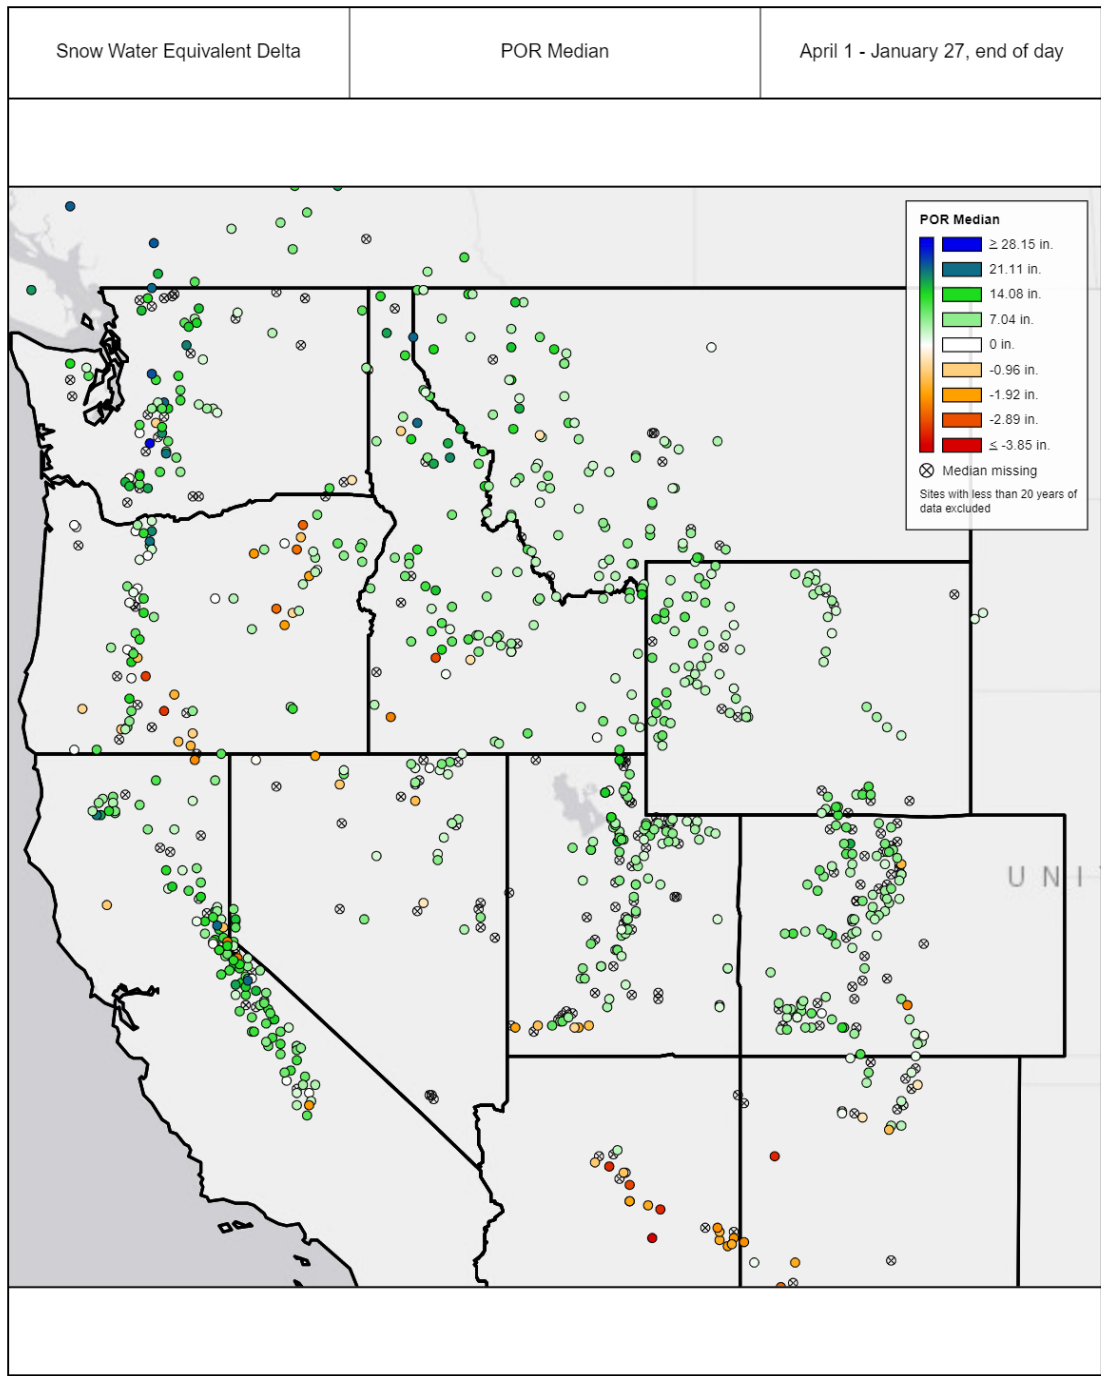 Snow Water Equivalent Delta
POR Median
April 1 - January 27, end of day
POR Median
≥ 28.15 in.
21.11 in.
14.08 in.
7.04 in.
0 in.
-0.96 in.
-1.92 in.
-2.89 in.
≤ -3.85 in.
Median missing
Sites with less than 20 years of
data excluded
U N I